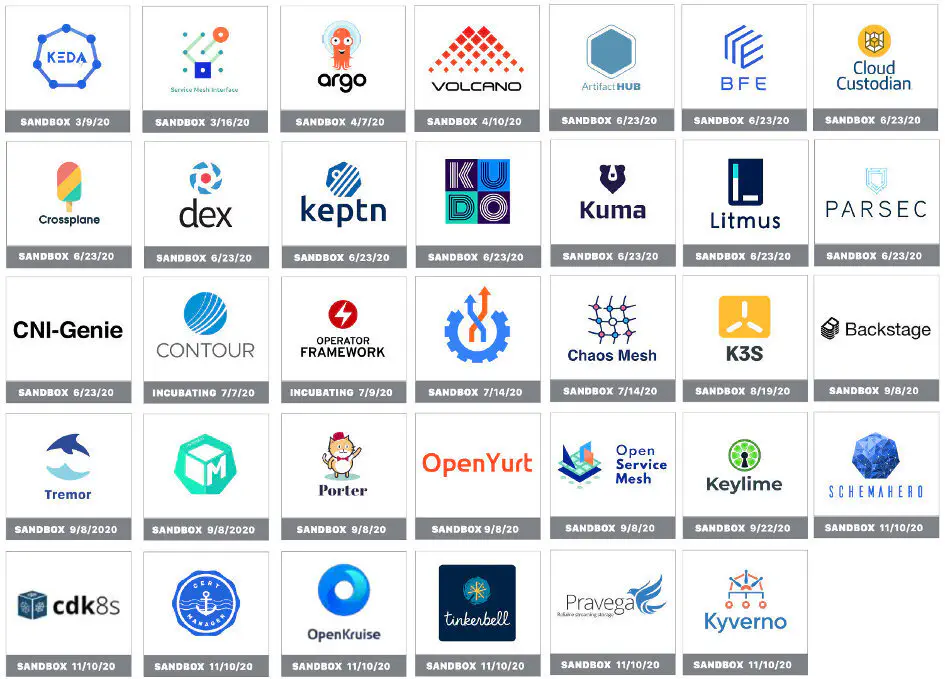 KEDA
SANDBOX 3/9/20
Service Mesh Interface
SANDBOX 3/16/20
argo
SANDBOX 4/7/20
VOLCANO
SANDBOX 4/10/20
Artifact HUB
SANDBOX 6/23/20
BFE
SANDBOX 6/23/20
Cloud
Custodian
SANDBOX 6/23/20
Crossplane
SANDBOX 6/23/20
dex
SANDBOX 6/23/20
keptn
SANDBOX 6/23/20
KU
DO
SANDBOX 6/23/20
Kuma
SANDBOX 6/23/20
Litmus
SANDBOX 6/23/20
PARSEC
SANDBOX 6/23/20
CNI-Genie
SANDBOX 6/23/20
CONTOUR
INCUBATING 7/7/20
OPERATOR
FRAMEWORK
INCUBATING 7/9/20
SANDBOX 7/14/20
Chaos Mesh
SANDBOX 7/14/20
K3S
SANDBOX 8/19/20
Backstage
SANDBOX 9/8/20
Tremor
SANDBOX 9/8/2020
M
SANDBOX 9/8/2020
Porter
SANDBOX 9/8/20
OpenYurt
SANDBOX 9/8/20
Open
Service
Mesh
SANDBOX 9/8/20
Keylime
SANDBOX 9/22/20
SCHEMAHERO
SANDBOX 11/10/20
cdk8s
SANDBOX 11/10/20
CERT
MANAGER
SANDBOX 11/10/20
OpenKruise
SANDBOX 11/10/20
tinkerbell
SANDBOX 11/10/20
Pravega
Reliable streaming storage
SANDBOX 11/10/20
Kyverno
SANDBOX 11/10/20